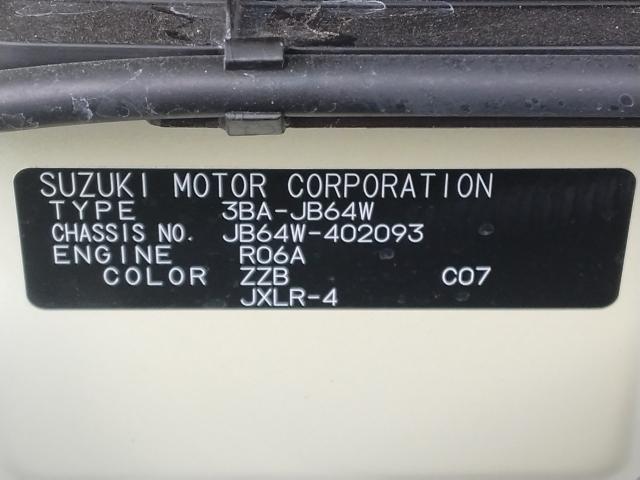 SUZUKI MOTOR CORPORATION
TYPE 3BA-JB64W
CHASSIS NO. JB64W-402093
ENGINE R06A
COLOR ZZB C07
JXLR-4